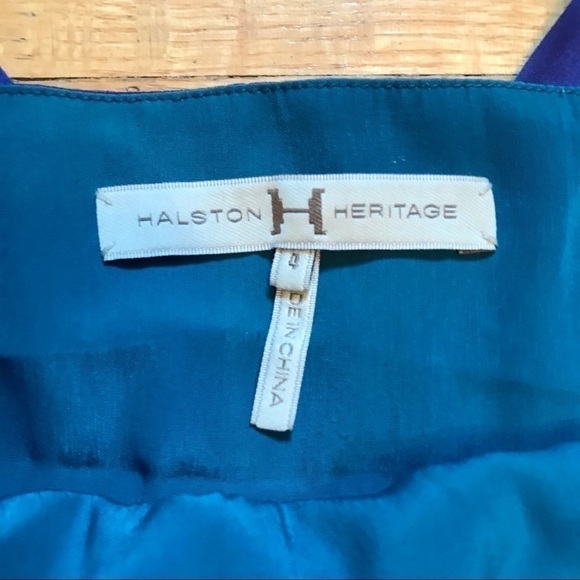 HALSTON H HERITAGE
4
DE IN CHINA